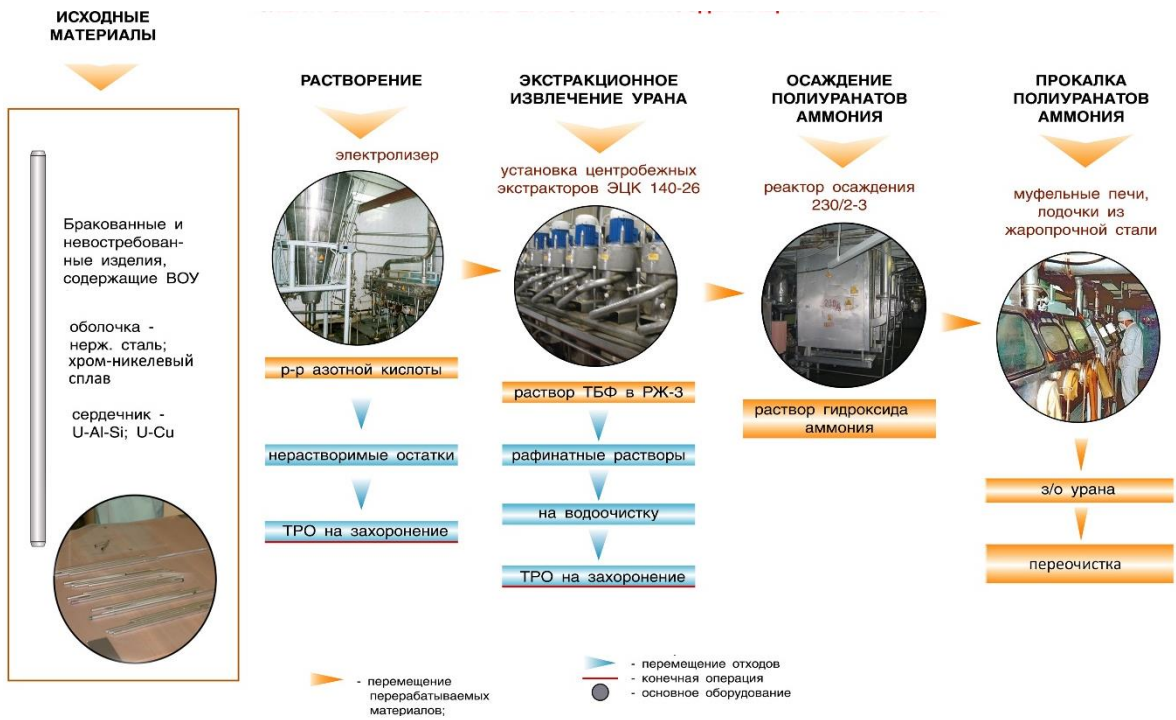 ИСХОДНЫЕ
МАТЕРИАЛЫ
Бракованные и
невостребован-
ные изделия,
содержащие ВОУ
оболочка -
нерж. сталь;
хром-никелевый
сплав
сердечник -
U-Al-Si; U-Cu
РАСТВОРЕНИЕ
электролизер
р-р азотной кислоты
нерастворимые остатки
ТРО на захоронение
ЭКСТРАКЦИОННОЕ
ИЗВЛЕЧЕНИЕ УРАНА
установка центробежных
экстракторов ЭЦК 140-26
раствор ТБФ в РЖ-3
рафинатные растворы
на водоочистку
ТРО на захоронение
ОСАЖДЕНИЕ
ПОЛИУРАНАТОВ
АММОНИЯ
реактор осаждения
230/2-3
раствор гидроксида
аммония
ПРОКАЛКА
ПОЛИУРАНАТОВ
АММОНИЯ
муфельные печи,
лодочки из
жаропрочной стали
з/о урана
переочистка
- перемещение
перерабатываемых
материалов;
- перемещение отходов
- конечная операция
- основное оборудование